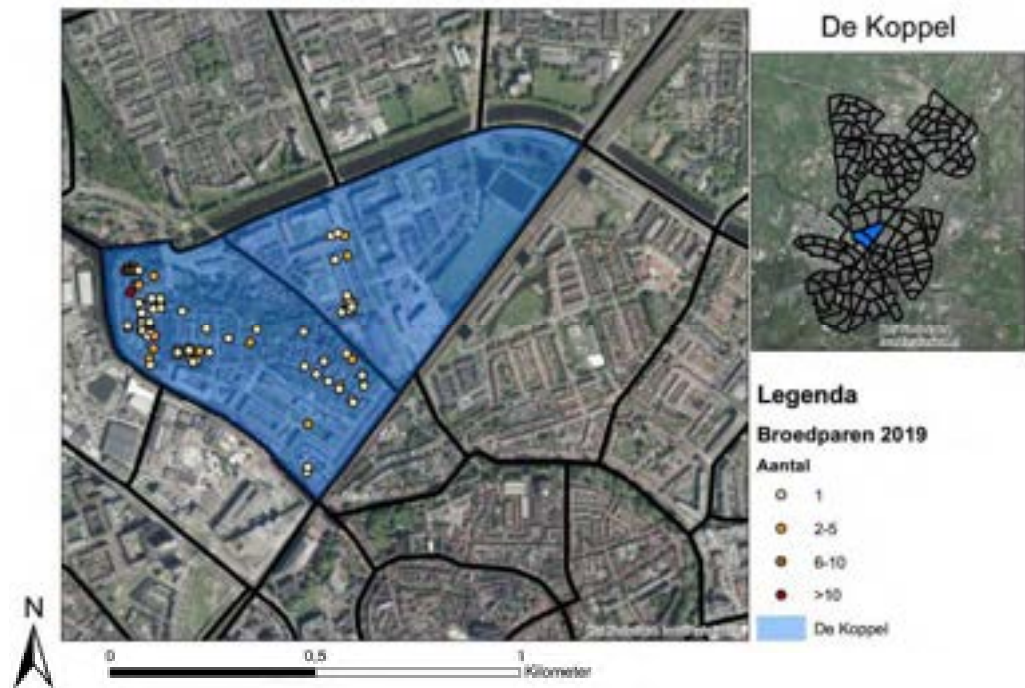 De Koppel
Legenda
Broedparen 2019
Aantal
1
2-5
6-10
>10
De Koppel
N
0
0,5
1
Kilometer